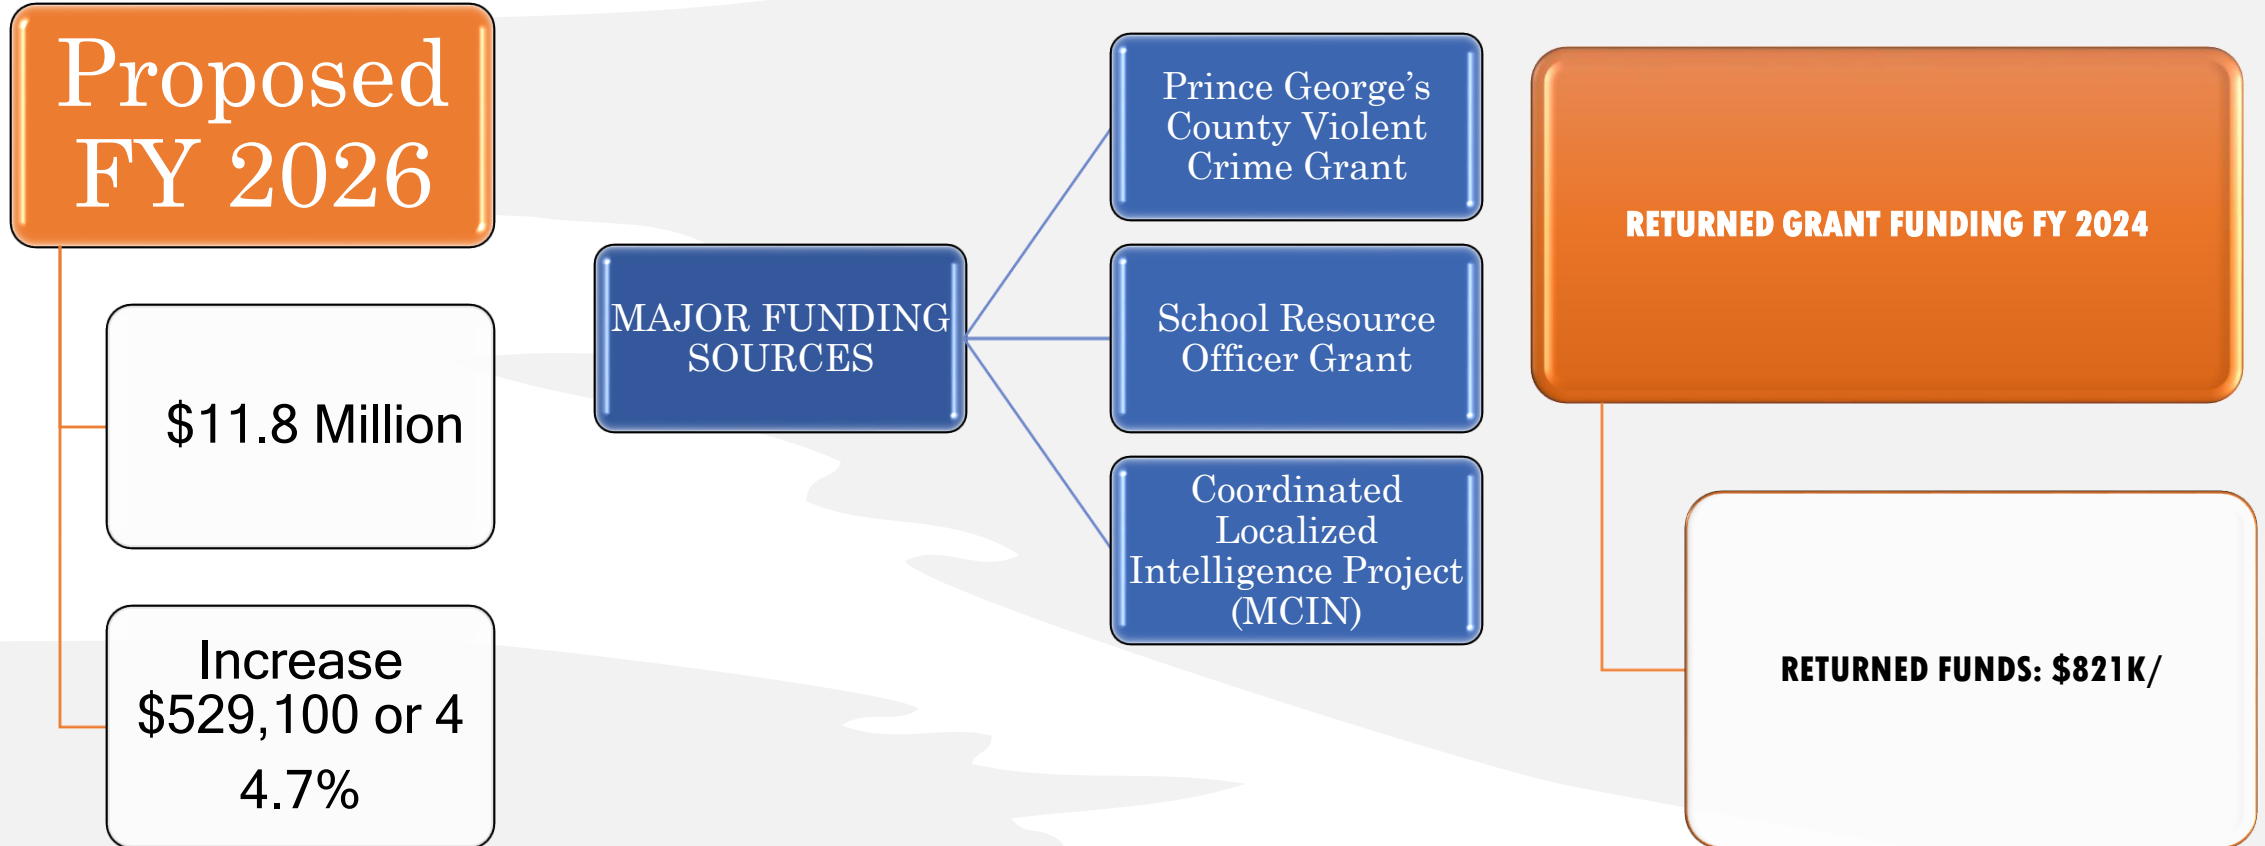 Proposed
FY 2026
$11.8 Million
Increase
$529,100 or 4
4.7%
MAJOR FUNDING
SOURCES
Prince George’s
County Violent
Crime Grant
School Resource
Officer Grant
Coordinated
Localized
Intelligence Project
(MCIN)
RETURNED GRANT FUNDING FY 2024
RETURNED FUNDS: $821K/